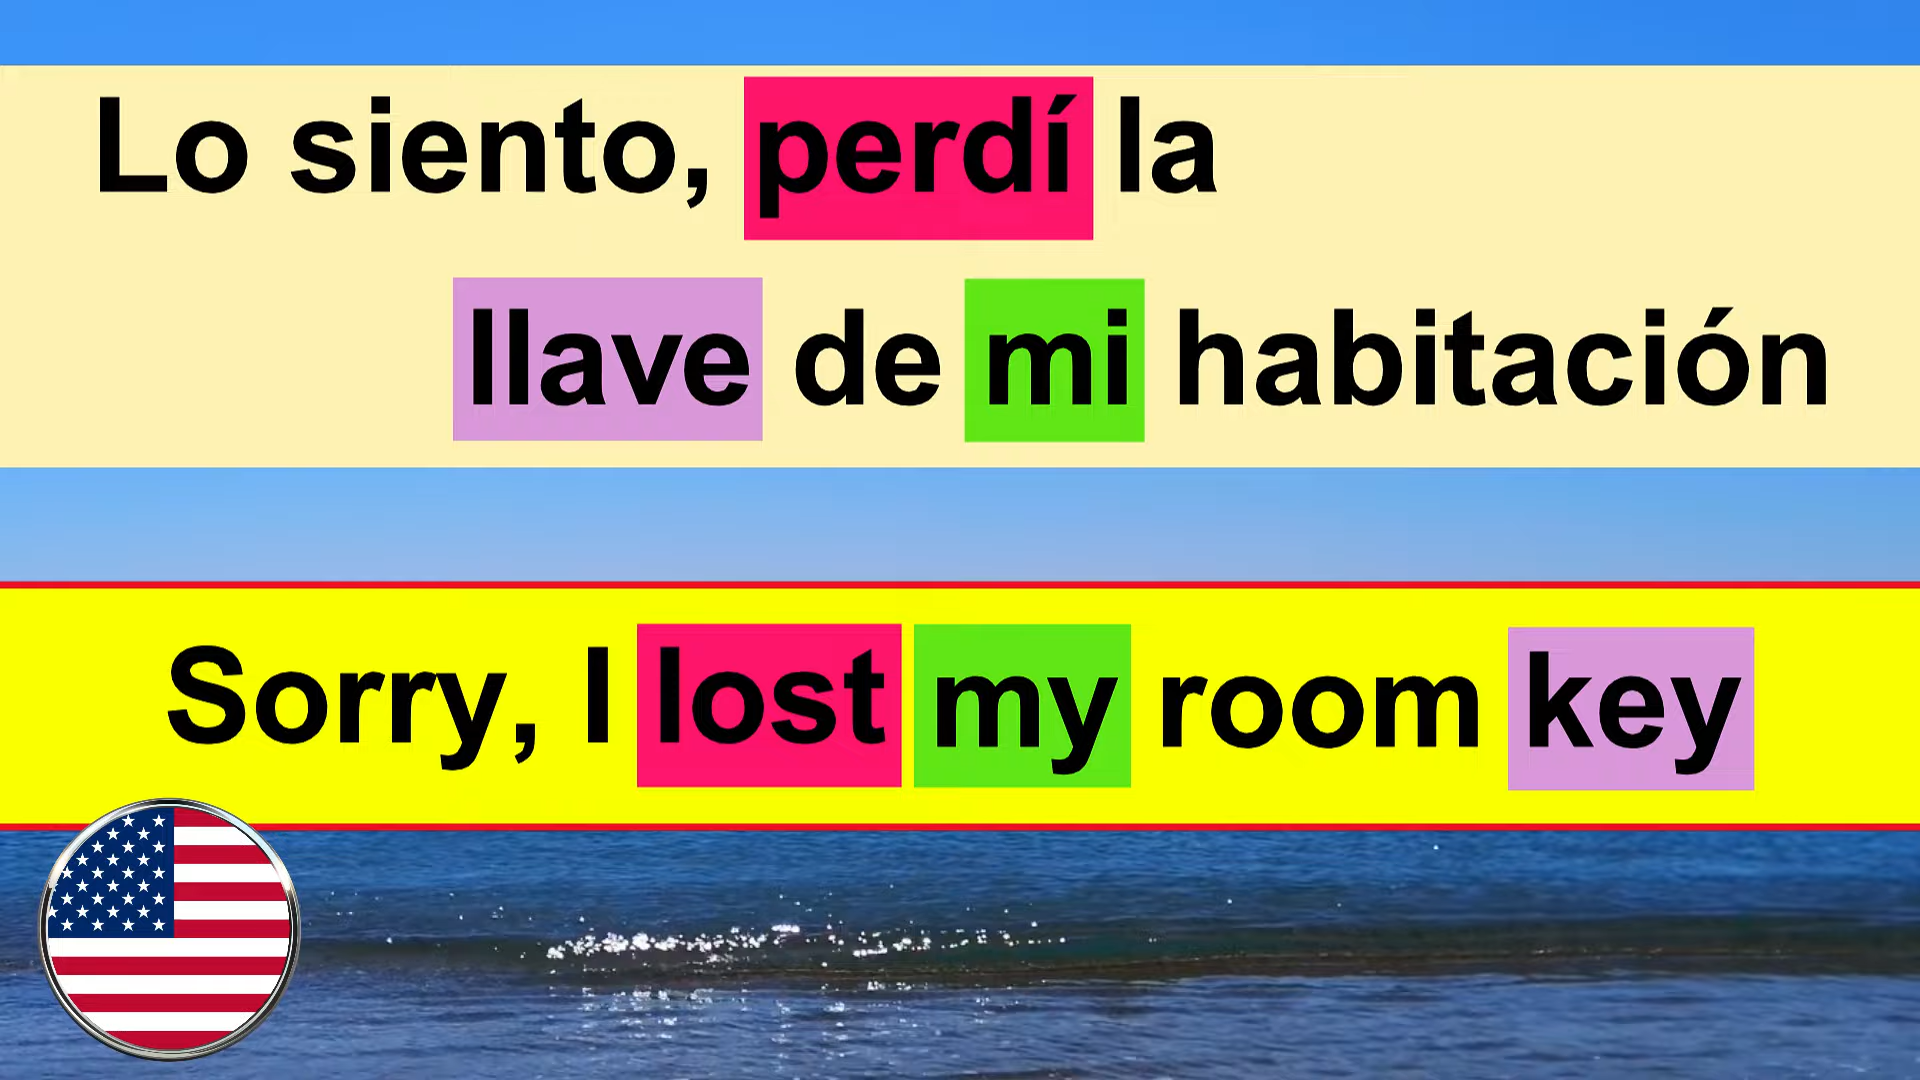 Lo siento, perdí la
llave de mi habitación
Sorry, I lost my room key